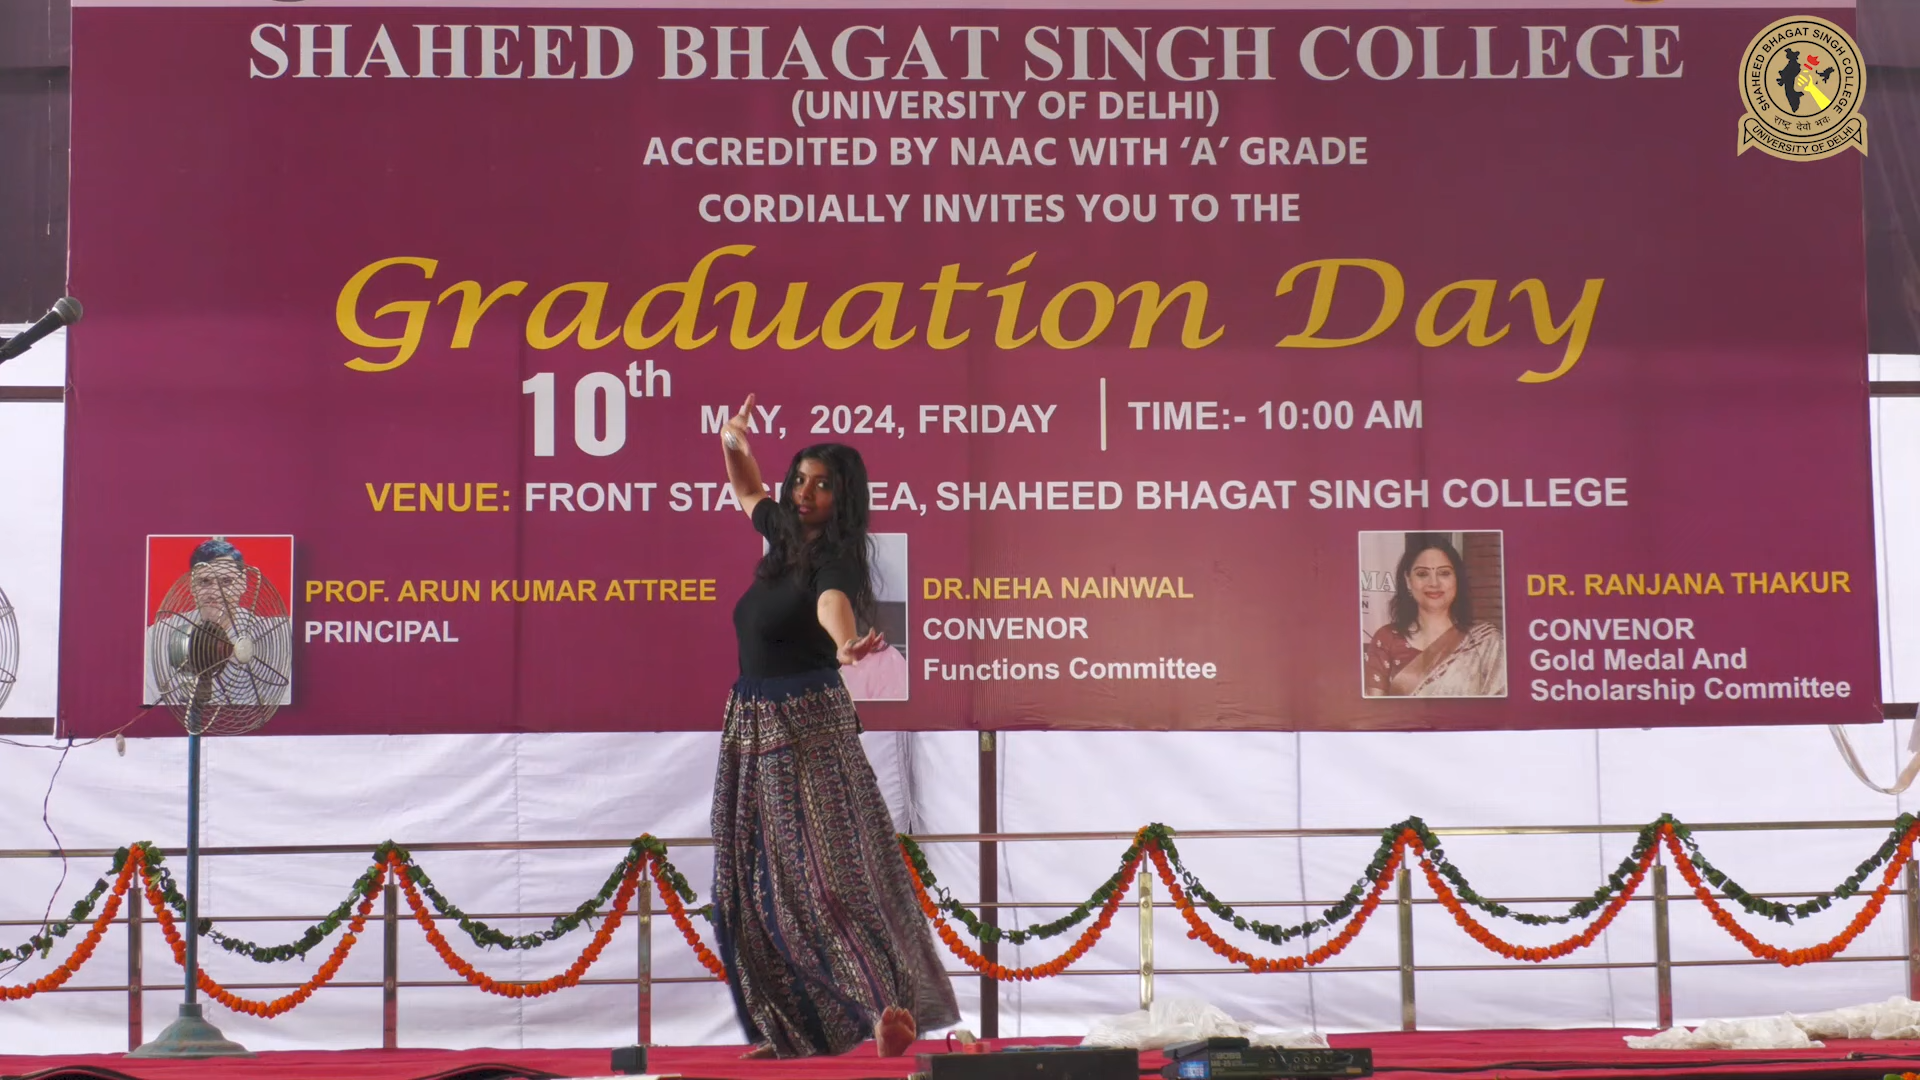 SHAHEED BHAGAT SINGH COLLEGE
(UNIVERSITY OF DELHI)
ACCREDITED BY NAAC WITH ‘A’ GRADE
CORDIALLY INVITES YOU TO THE
Graduation Day
10th MAY, 2024, FRIDAY | TIME:- 10:00 AM
VENUE: FRONT SHAHEED BHAGAT SINGH COLLEGE
PROF. ARUN KUMAR ATTREE
PRINCIPAL
DR.NEHA NAINWAL
CONVENOR
Functions Committee
DR. RANJANA THAKUR
CONVENOR
Gold Medal And
Scholarship Committee
SHAHEED BHAGAT SINGH COLLEGE
राष्ट्र देवो भवः
UNIVERSITY OF DELHI